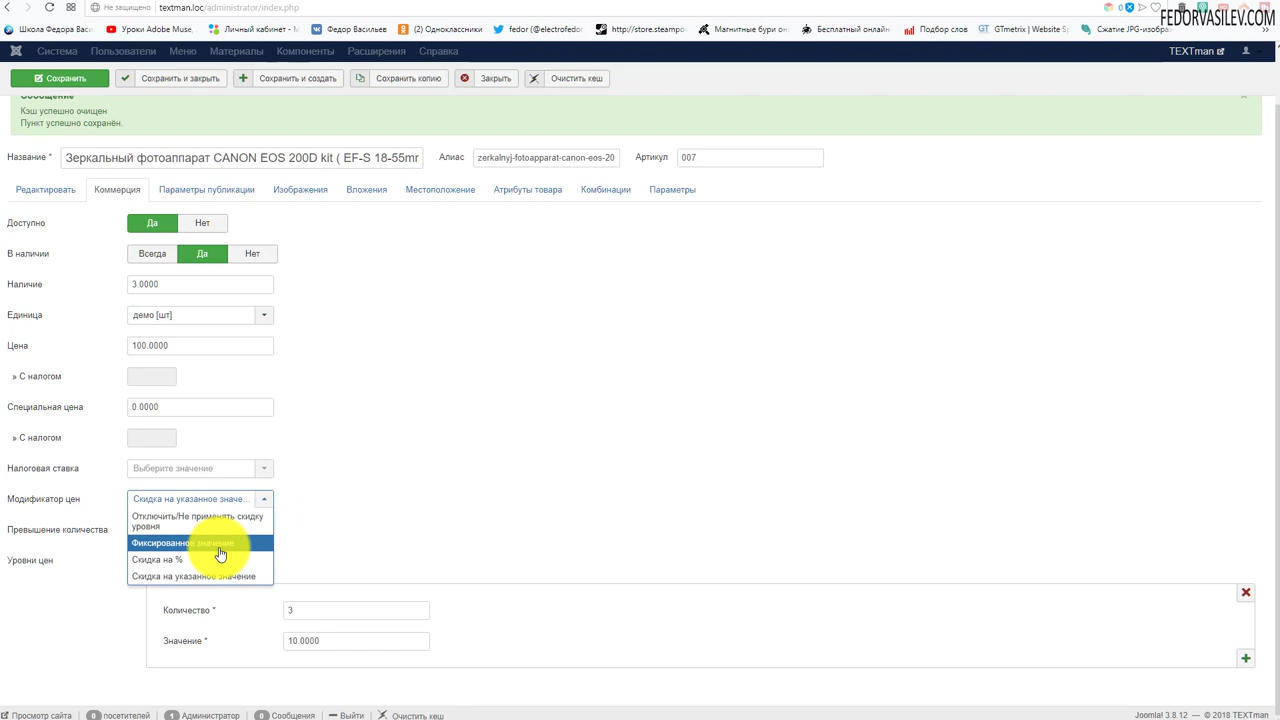 Не защищено textman.loc/administrator/index.php
FEDORVASILEV.COM
Школа Федора Васи
Уроки Adobe Muse,
Личный кабинет - М
Федор Васильев
(2) Одноклассники
fedor (@electrofedor
http://store.steampo
Магнитные бури он
Бесплатный онлайн
Подбор слов
GTmetrix | Website S
Сжатие JPG-изобра
Система Пользователи Меню Материалы Компоненты Расширения Справка TEXTman
Сохранить Сохранить и закрыть Сохранить и создать Сохранить копию Закрыть Очистить кеш
Сообщение
Кэш успешно очищен
Пункт успешно сохранён.
Название * Зеркальный фотоаппарат CANON EOS 200D kit ( EF-S 18-55mr Алиас zerkalnyj-fotoapparat-canon-eos-20 Артикул 007
Редактировать Коммерция Параметры публикации Изображения Вложения Местоположение Атрибуты товара Комбинации Параметры
Доступно Да Нет
В наличии Всегда Да Нет
Наличие 3.0000
Единица демо [шт]
Цена 100.0000
» С налогом
Специальная цена 0.0000
» С налогом
Налоговая ставка Выберите значение
Модификатор цен Скидка на указанное значе...
Отключить/Не применять скидку
уровня
Превышение количества
Фиксированное значение
Уровни цен
Скидка на %
Скидка на указанное значение
Количество * 3
Значение * 10.0000
Просмотр сайта 0 посетителей 1 Администратор 0 Сообщения Выйти Очистить кеш Joomla! 3.8.12 — © 2018 TEXTman